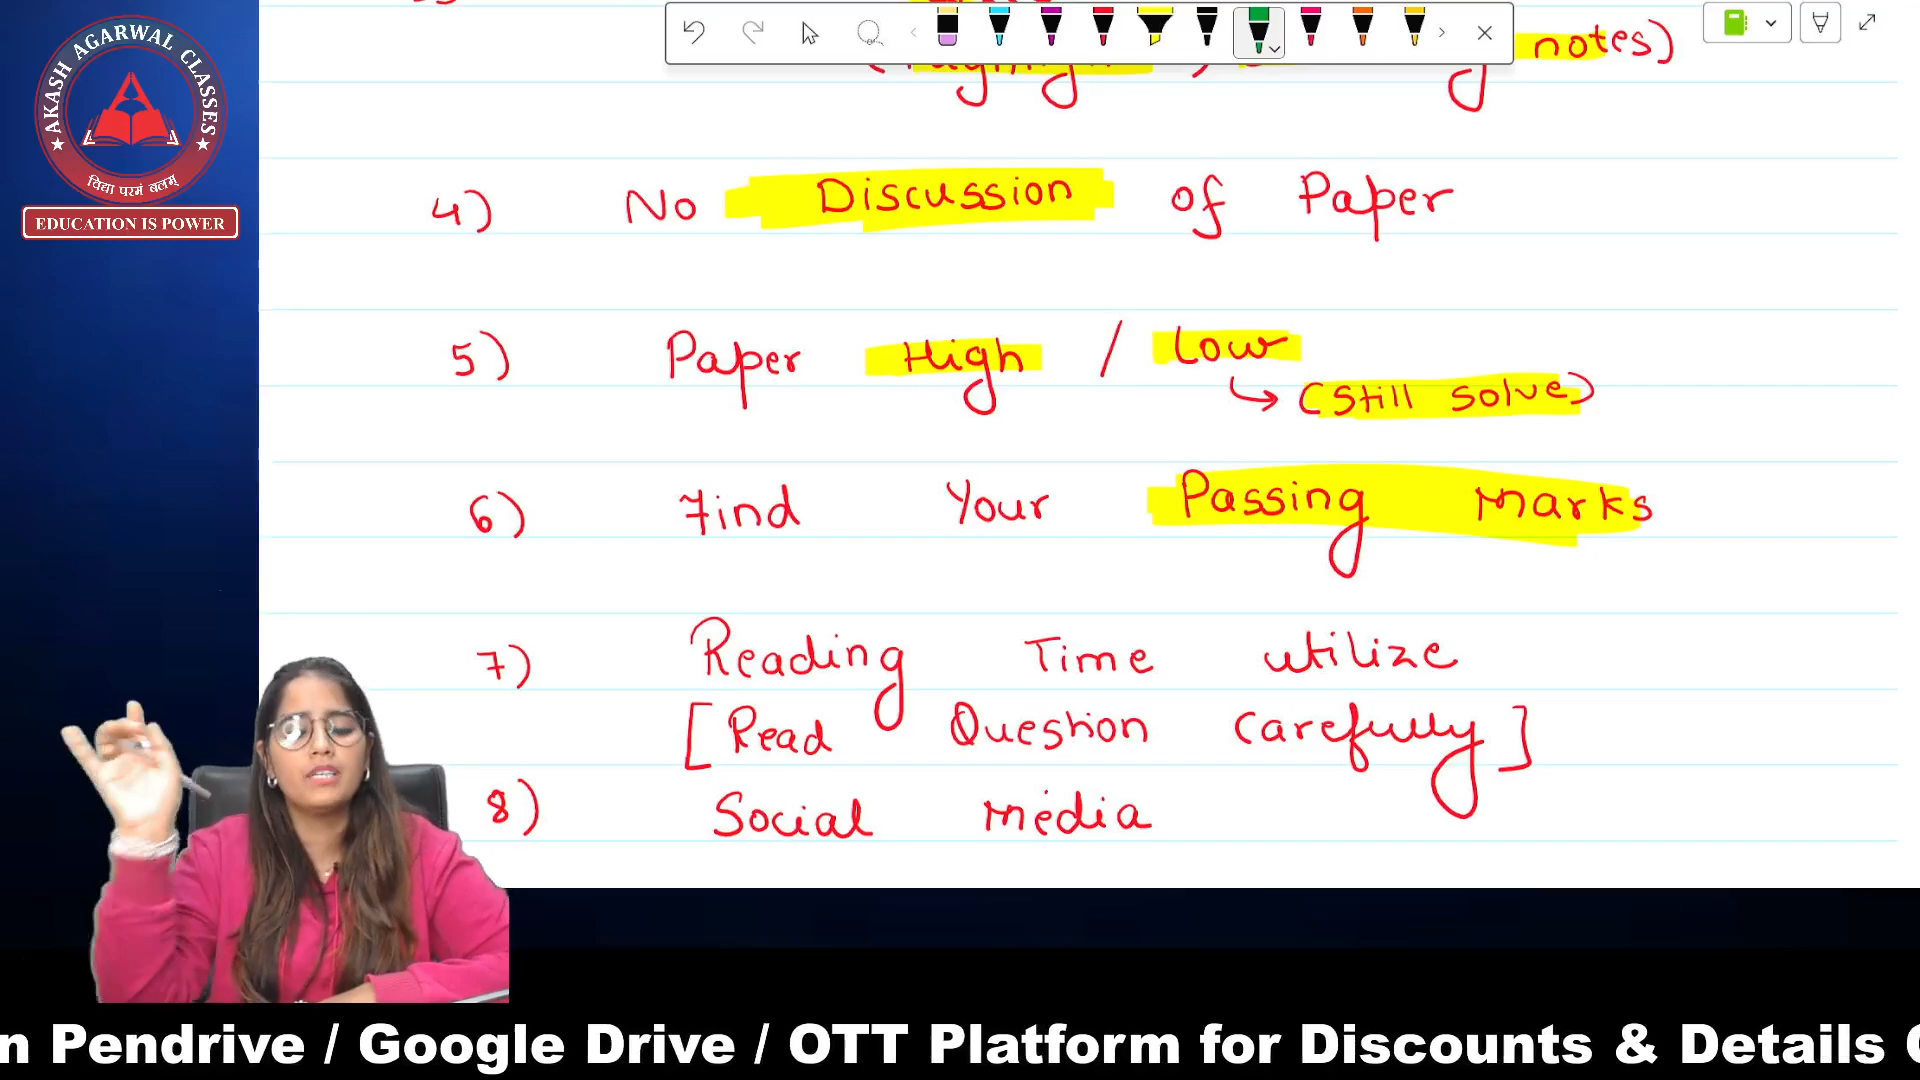 AKASH AGARWAL CLASSES
विद्या परमं बलम्
EDUCATION IS POWER
notes)
4) No Discussion of Paper
5) Paper High / Low
(Still solve)
6) Find Your Passing Marks
7) Reading Time utilize
[Read Question Carefully]
8) Social media
n Pendrive / Google Drive / OTT Platform for Discounts & Details